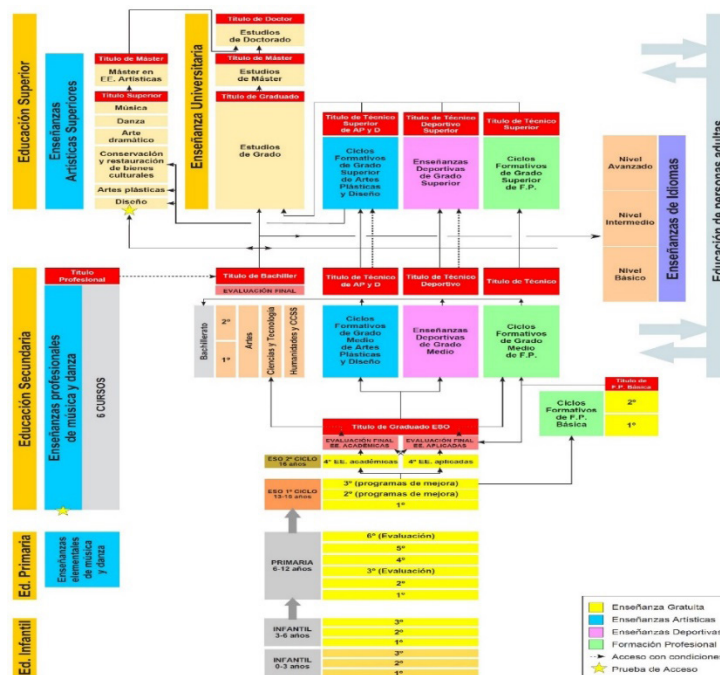 Educación Superior
Enseñanzas
Artísticas Superiores
Título de Máster
Máster en
EE. Artísticas
Título Superior
Música
Danza
Arte
dramático
Conservación
y restauración
de bienes
culturales
Artes plásticas
Diseño
Enseñanza Universitaria
Título de Doctor
Estudios
de Doctorado
Título de Máster
Estudios
de Máster
Título de Graduado
Estudios
de Grado
Título de Técnico
Superior
de AP y D
Ciclos
Formativos
de Grado
Superior
de Artes
Plásticas
y Diseño
Título de Técnico
Deportivo
Superior
Enseñanzas
Deportivas
de Grado
Superior
Título de Técnico
Superior
Ciclos
Formativos
de Grado
Superior
de F.P.
Nivel
Avanzado
Nivel
Intermedio
Nivel
Básico
Enseñanzas de Idiomas
Educación de personas adultas
Educación Secundaria
Título
Profesional
Enseñanzas profesionales
de música y danza
6 CURSOS
Título de Bachiller
EVALUACIÓN FINAL
Bachillerato
2º
1º
Artes
Ciencias y Tecnología
Humanidades y CCSS
Título de Técnico
de AP y D
Ciclos
Formativos
de Grado
Medio
de Artes
Plásticas
y Diseño
Título de Técnico
Deportivo
Enseñanzas
Deportivas
de Grado
Medio
Título de Técnico
Ciclos
Formativos
de Grado
Medio
de F.P.
Título de
F.P. Básica
Ciclos
Formativos
de F.P.
Básica
2º
1º
Título de Graduado ESO
EVALUACIÓN FINAL
EE. ACADÉMICAS
EVALUACIÓN FINAL
EE. APLICADAS
ESO 2º CICLO
16 años
4º EE. académicas
4º EE. aplicadas
ESO 1º CICLO
13-15 años
3º (programas de mejora)
2º (programas de mejora)
1º
Ed. Primaria
Enseñanzas
elementales
de música y
danza
PRIMARIA
6-12 años
6º (Evaluación)
5º
4º
3º (Evaluación)
2º
1º
Ed. Infantil
INFANTIL
3-6 años
3º
2º
1º
INFANTIL
0-3 años
3º
2º
1º
Enseñanza Gratuita
Enseñanzas Artísticas
Enseñanzas Deportivas
Formación Profesional
Acceso con condiciones
Prueba de Acceso